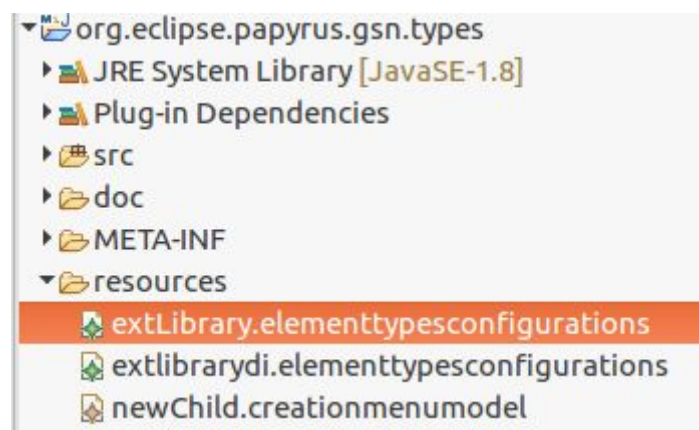 org.eclipse.papyrus.gsn.types
JRE System Library [JavaSE-1.8]
Plug-in Dependencies
src
doc
META-INF
resources
extLibrary.elementtypesconfigurations
extlibrarydi.elementtypesconfigurations
newChild.creationmenumodel